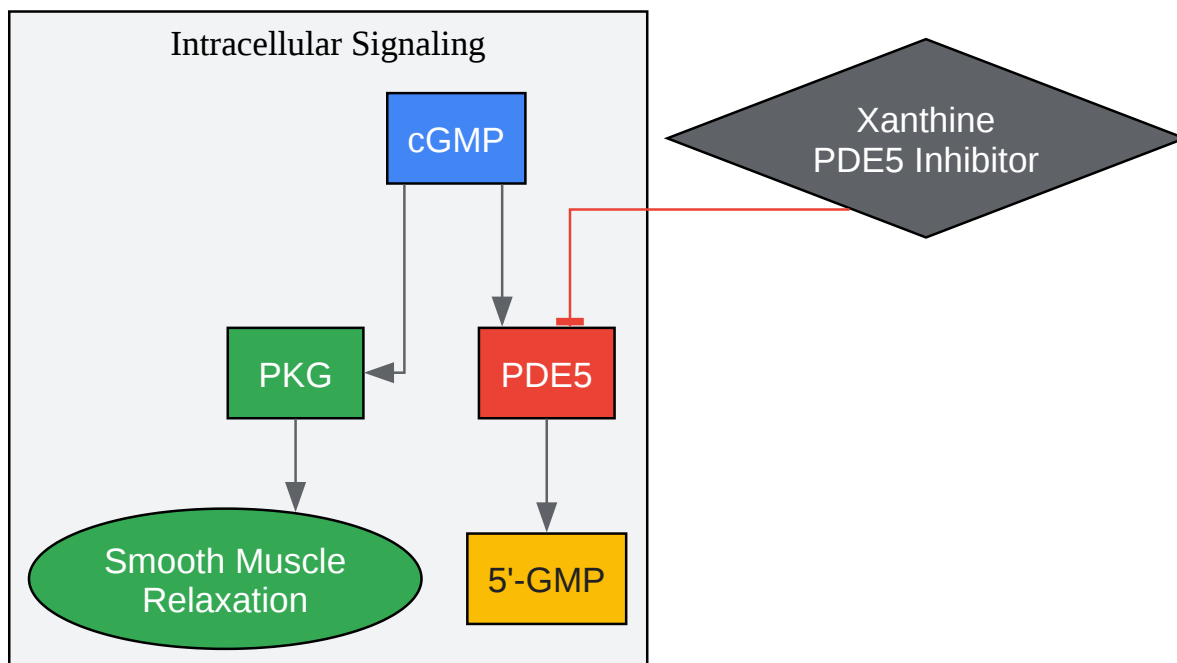 Intracellular Signaling
cGMP
Xanthine
PDE5 Inhibitor
PKG
PDE5
Smooth Muscle
Relaxation
5'-GMP